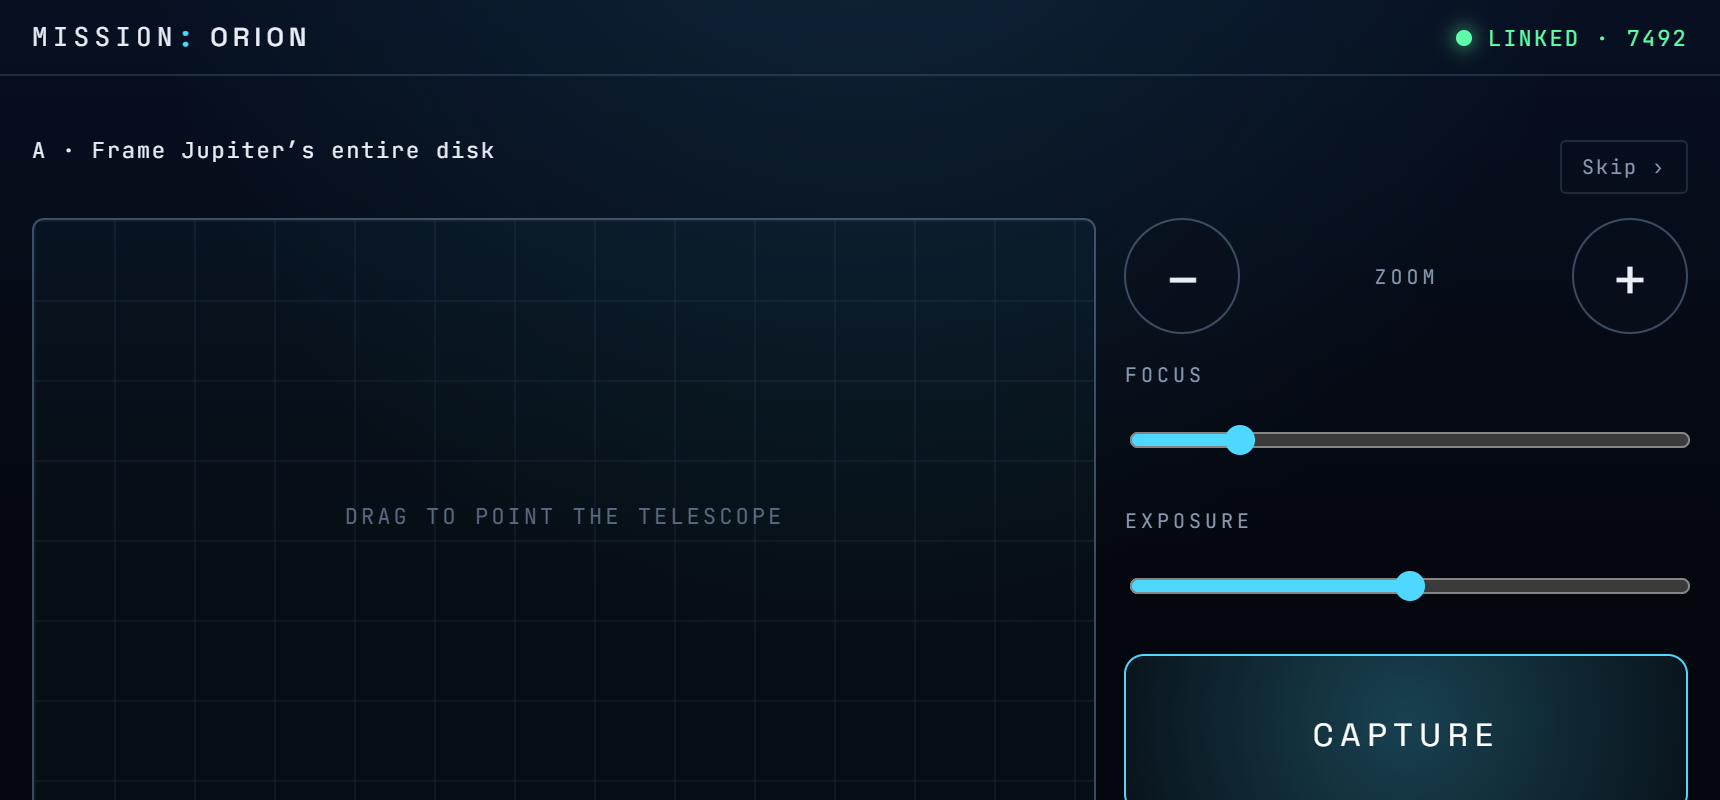 MISSION: ORION
LINKED · 7492
A · Frame Jupiter’s entire disk
Skip ›
− ZOOM +
FOCUS
DRAG TO POINT THE TELESCOPE
EXPOSURE
CAPTURE